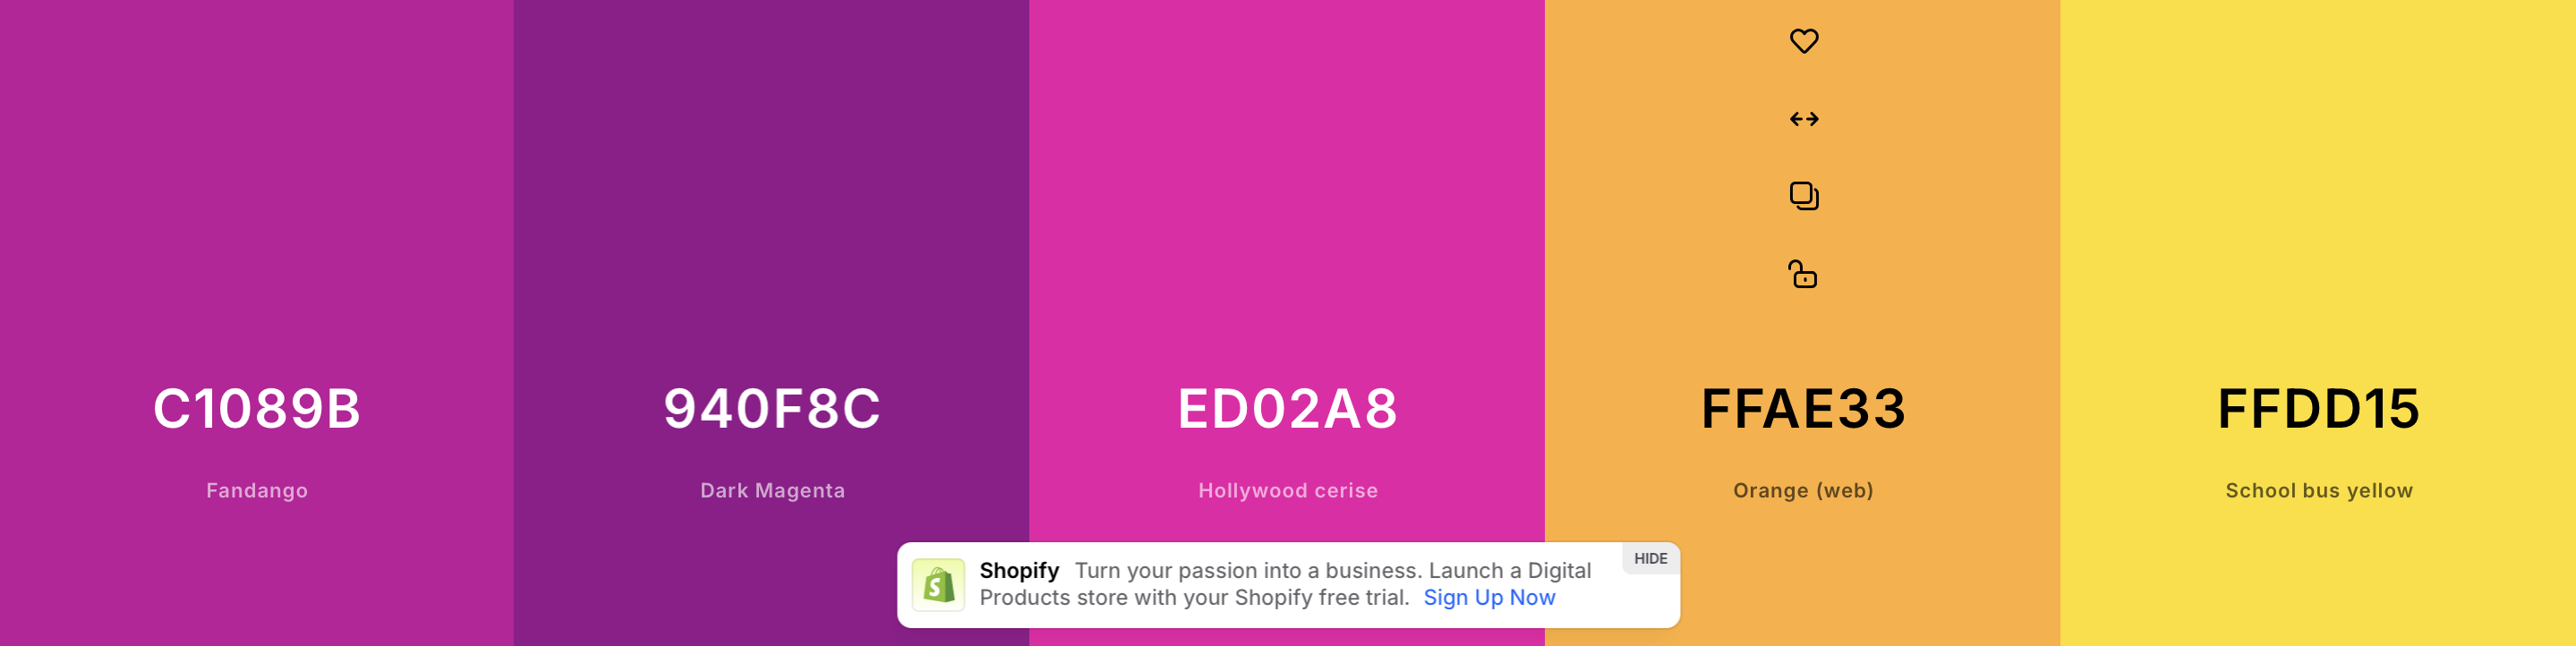 C1089B
Fandango
940F8C
Dark Magenta
ED02A8
Hollywood cerise
FFAE33
Orange (web)
FFDD15
School bus yellow
Shopify Turn your passion into a business. Launch a Digital
Products store with your Shopify free trial. Sign Up Now
HIDE